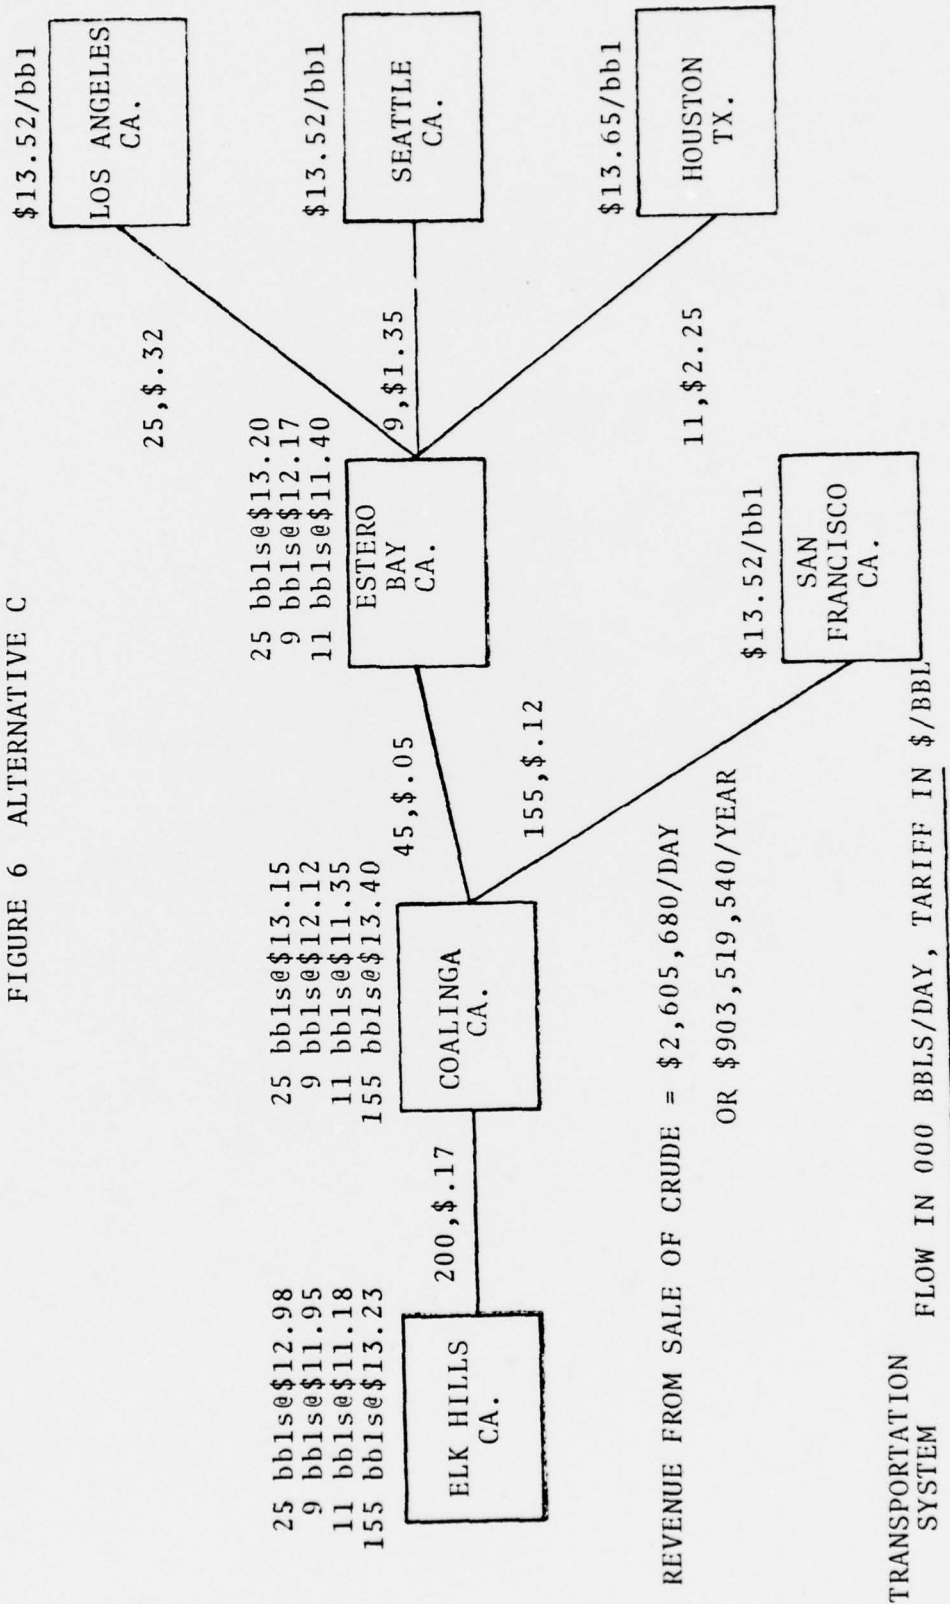 FIGURE 6 ALTERNATIVE C
25 bbls@$12.98
9 bbls@$11.95
11 bbls@$11.18
155 bbls@$13.23
ELK HILLS
CA.
200,$.17
25 bbls@$13.15
9 bbls@$12.12
11 bbls@$11.35
155 bbls@$13.40
COALINGA
CA.
45,$.05
155,$.12
25 bbls@$13.20
9 bbls@$12.17
11 bbls@$11.40
ESTERO
BAY
CA.
25,$.32
9,$1.35
11,$2.25
$13.52/bbl
LOS ANGELES
CA.
$13.52/bbl
SEATTLE
CA.
$13.65/bbl
HOUSTON
TX.
$13.52/bbl
SAN
FRANCISCO
CA.
REVENUE FROM SALE OF CRUDE = $2,605,680/DAY
OR $903,519,540/YEAR
TRANSPORTATION
SYSTEM
FLOW IN 000 BBLS/DAY, TARIFF IN $/BBL